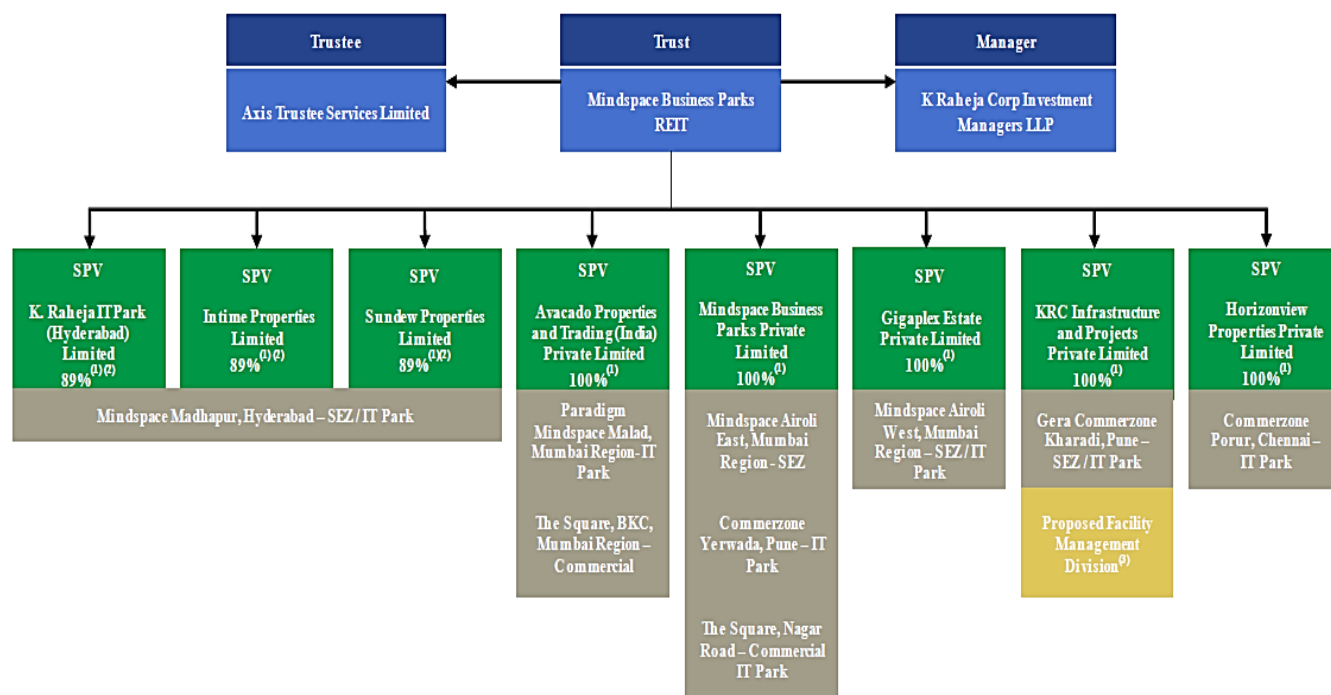 Trustee
Trust
Manager
Axis Trustee Services Limited
Mindspace Business Parks
REIT
K Raheja Corp Investment
Managers LLP
SPV
K. Raheja IT Park
(Hyderabad)
Limited
89%(1)(2)
SPV
Intime Properties
Limited
89%(1)(2)
SPV
Sundew Properties
Limited
89%(1)(2)
SPV
Avacado Properties
and Trading (India)
Private Limited
100%(1)
SPV
Mindspace Business
Parks Private
Limited
100%(1)
SPV
Gigaplex Estate
Private Limited
100%(1)
SPV
KRC Infrastructure
and Projects
Private Limited
100%(1)
SPV
Horizonview
Properties Private
Limited
100%(1)
Mindspace Madhapur, Hyderabad – SEZ / IT Park
Paradigm
Mindspace Malad,
Mumbai Region- IT
Park
The Square, BKC,
Mumbai Region –
Commercial
Mindspace Airoli
East, Mumbai
Region - SEZ
Commerzone
Yerwada, Pune – IT
Park
The Square, Nagar
Road – Commercial
IT Park
Mindspace Airoli
West, Mumbai
Region – SEZ / IT
Park
Gera Commerzone
Kharadi, Pune –
SEZ / IT Park
Proposed Facility
Management
Division(3)
Commerzone
Porur, Chennai –
IT Park